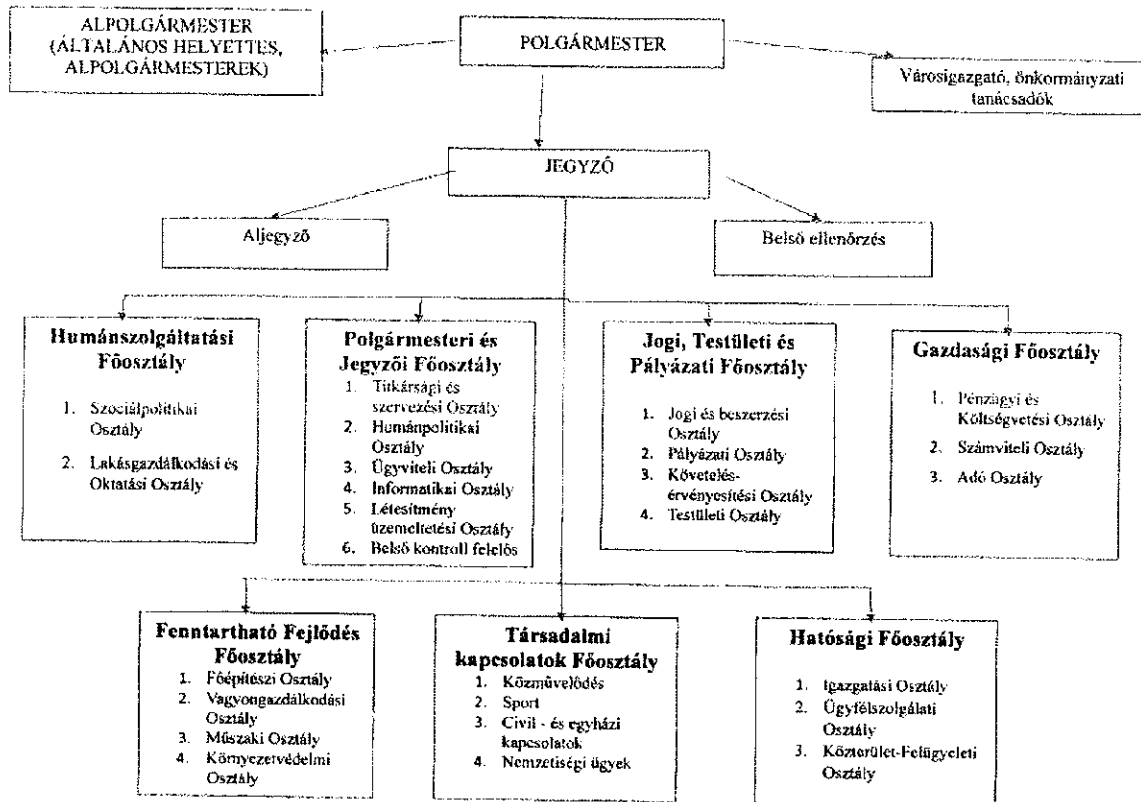 ALPOLGÁRMESTER
(ÁLTALÁNOS HELYETTES,
ALPOLGÁRMESTEREK)
POLGÁRMESTER
Városigazgató, önkormányzati
tanácsadók
JEGYZŐ
Aljegyző
Belső ellenőrzés
Humánszolgáltatási
Főosztály
1. Szociálpolitikai
Osztály
2. Lakásgazdálkodási és
Oktatási Osztály
Polgármesteri és
Jegyzői Főosztály
1. Titkársági és
szervezési Osztály
2. Humánpolitikai
Osztály
3. Ügyviteli Osztály
4. Informatikai Osztály
5. Létesítmény
üzemeltetési Osztály
6. Belső kontroll felelős
Jogi, Testületi és
Pályázati Főosztály
1. Jogi és beszerzési
Osztály
2. Pályázati Osztály
3. Követelés-
érvényesítési Osztály
4. Testületi Osztály
Gazdasági Főosztály
1. Pénzügyi és
Költségvetési Osztály
2. Számviteli Osztály
3. Adó Osztály
Fenntartható Fejlődés
Főosztály
1. Főépítészi Osztály
2. Vagyongazdálkodási
Osztály
3. Műszaki Osztály
4. Környezetvédelmi
Osztály
Társadalmi
kapcsolatok Főosztály
1. Közművelődés
2. Sport
3. Civil - és egyházi
kapcsolatok
4. Nemzetiségi ügyek
Hatósági Főosztály
1. Igazgatási Osztály
2. Ügyfélszolgálati
Osztály
3. Közterület-Felügyeleti
Osztály